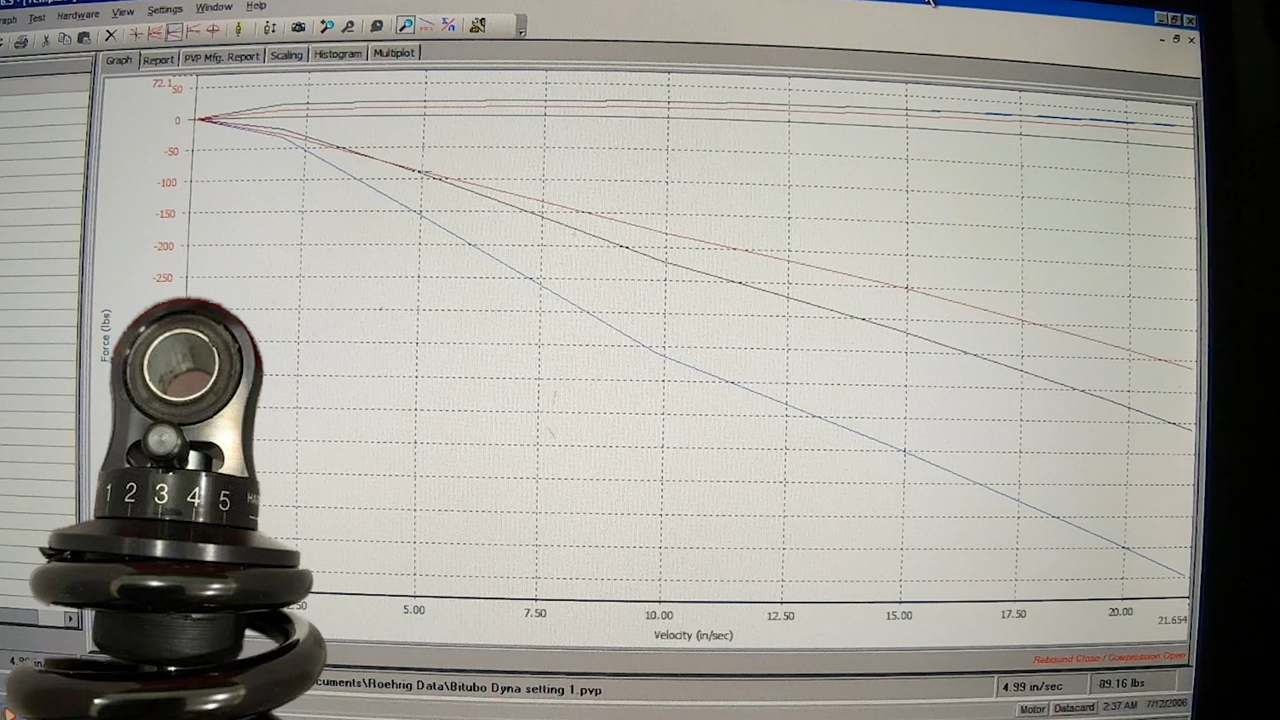 Test Hardware View Settings Window Help
Graph Report PVP Mfg. Report Scaling Histogram Multiplot
72.1
50
0
-50
-100
-150
-200
-250
Force (lbs)
1 2 3 4 5
5.00 7.50 10.00 12.50 15.00 17.50 20.00
21.654
Velocity (in/sec)
Rebound Close / Compression Open
cuments\Roehrig Data\Bitubo Dyna setting 1.pvp
4.99 in/sec
-89.16 lbs
Motor Datacard 2:37 AM 7/12/2006